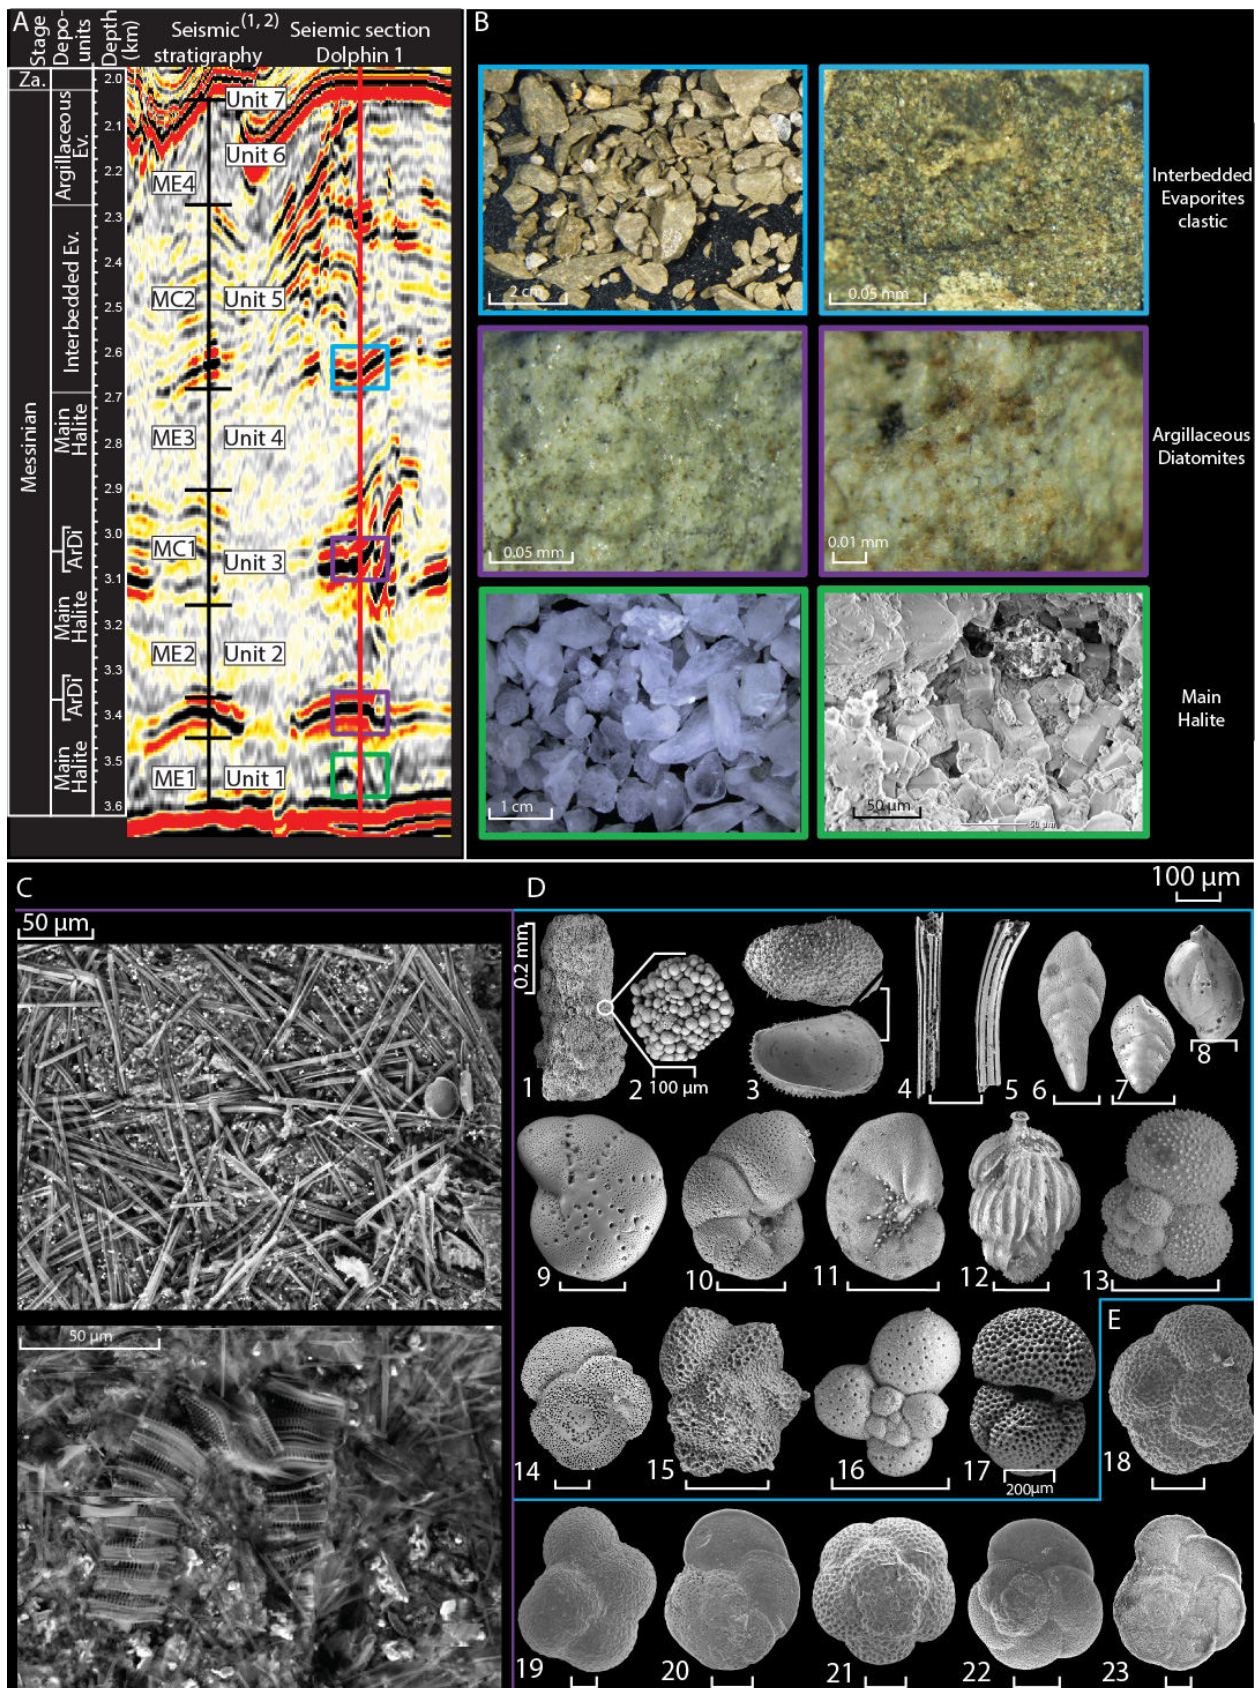 A
Stage
Depo-
units
Depth
(km)
Seismic(1, 2)
stratigraphy
Seiemic section
Dolphin 1
Za.
Messinian
Argillaceous
Ev.
Interbedded Ev.
Main
Halite
ArDi
Main
Halite
ArDi
Main
Halite
2.0
2.1
2.2
2.3
2.4
2.5
2.6
2.7
2.8
2.9
3.0
3.1
3.2
3.3
3.4
3.5
3.6
Unit 7
Unit 6
ME4
MC2
Unit 5
ME3
Unit 4
MC1
Unit 3
ME2
Unit 2
ME1
Unit 1
B
2 cm
0.05 mm
Interbedded
Evaporites
clastic
0.05 mm
0.01 mm
Argillaceous
Diatomites
1 cm
50 µm
50 µm
Main
Halite
C
50 µm
50 µm
D
100 µm
0.2 mm
100 µm
1
2
3
4
5
6
7
8
9
10
11
12
13
14
15
16
17
200µm
E
18
19
20
21
22
23